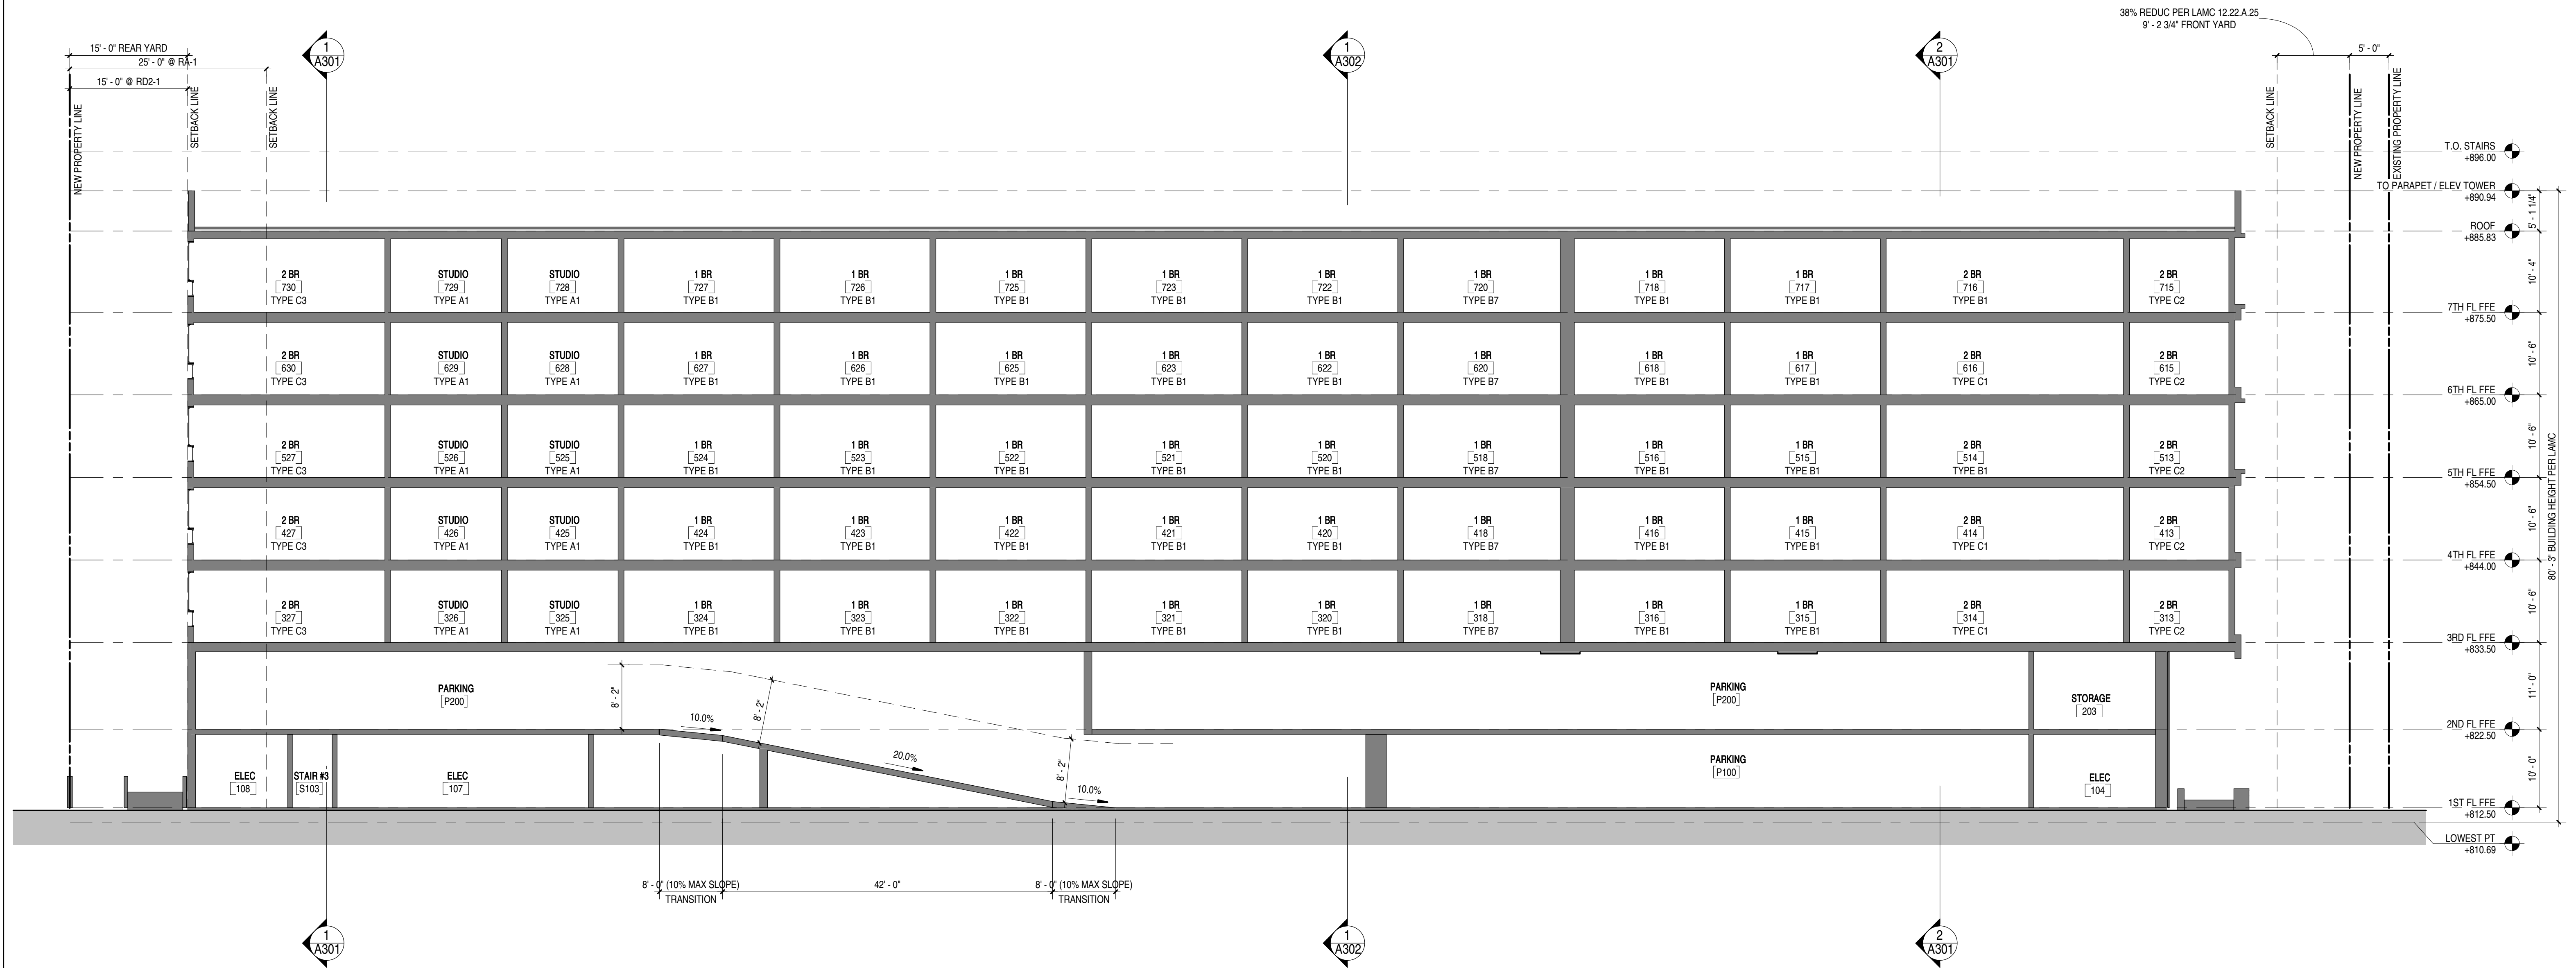 38% REDUC PER LAMC 12.22.A.25
9' - 2 3/4" FRONT YARD
15' - 0" REAR YARD
25' - 0" @ RA-1
15' - 0" @ RD2-1
5' - 0"
1
A301
1
A302
2
A301
NEW PROPERTY LINE
SETBACK LINE
SETBACK LINE
SETBACK LINE
NEW PROPERTY LINE
EXISTING PROPERTY LINE
T.O. STAIRS
+896.00
TO PARAPET / ELEV TOWER
+890.94
5' - 1 1/4"
ROOF
+885.83
2 BR STUDIO STUDIO 1 BR 1 BR 1 BR 1 BR 1 BR 1 BR 1 BR 1 BR 2 BR 2 BR
730 729 728 727 726 725 723 722 720 718 717 716 715
TYPE C3 TYPE A1 TYPE A1 TYPE B1 TYPE B1 TYPE B1 TYPE B1 TYPE B1 TYPE B7 TYPE B1 TYPE B1 TYPE B1 TYPE C2
10' - 4"
7TH FL FFE
+875.50
2 BR STUDIO STUDIO 1 BR 1 BR 1 BR 1 BR 1 BR 1 BR 1 BR 1 BR 2 BR 2 BR
630 629 628 627 626 625 623 622 620 618 617 616 615
TYPE C3 TYPE A1 TYPE A1 TYPE B1 TYPE B1 TYPE B1 TYPE B1 TYPE B1 TYPE B7 TYPE B1 TYPE B1 TYPE C1 TYPE C2
10' - 6"
6TH FL FFE
+865.00
2 BR STUDIO STUDIO 1 BR 1 BR 1 BR 1 BR 1 BR 1 BR 1 BR 1 BR 2 BR 2 BR
527 526 525 524 523 522 521 520 518 516 515 514 513
TYPE C3 TYPE A1 TYPE A1 TYPE B1 TYPE B1 TYPE B1 TYPE B1 TYPE B1 TYPE B7 TYPE B1 TYPE B1 TYPE B1 TYPE C2
10' - 6"
5TH FL FFE
+854.50
2 BR STUDIO STUDIO 1 BR 1 BR 1 BR 1 BR 1 BR 1 BR 1 BR 1 BR 2 BR 2 BR
427 426 425 424 423 422 421 420 418 416 415 414 413
TYPE C3 TYPE A1 TYPE A1 TYPE B1 TYPE B1 TYPE B1 TYPE B1 TYPE B1 TYPE B7 TYPE B1 TYPE B1 TYPE C1 TYPE C2
10' - 6"
4TH FL FFE
+844.00
80' - 3" BUILDING HEIGHT PER LAMC
2 BR STUDIO STUDIO 1 BR 1 BR 1 BR 1 BR 1 BR 1 BR 1 BR 1 BR 2 BR 2 BR
327 326 325 324 323 322 321 320 318 316 315 314 313
TYPE C3 TYPE A1 TYPE A1 TYPE B1 TYPE B1 TYPE B1 TYPE B1 TYPE B1 TYPE B7 TYPE B1 TYPE B1 TYPE C1 TYPE C2
10' - 6"
3RD FL FFE
+833.50
PARKING
P200
8' - 2"
8' - 2"
10.0%
PARKING
P200
STORAGE
203
11' - 0"
2ND FL FFE
+822.50
ELEC
108
STAIR #3
S103
ELEC
107
20.0%
8' - 2"
10.0%
PARKING
P100
ELEC
104
10' - 0"
1ST FL FFE
+812.50
LOWEST PT
+810.69
8' - 0" (10% MAX SLOPE)
TRANSITION
42' - 0"
8' - 0" (10% MAX SLOPE)
TRANSITION
1
A301
1
A302
2
A301